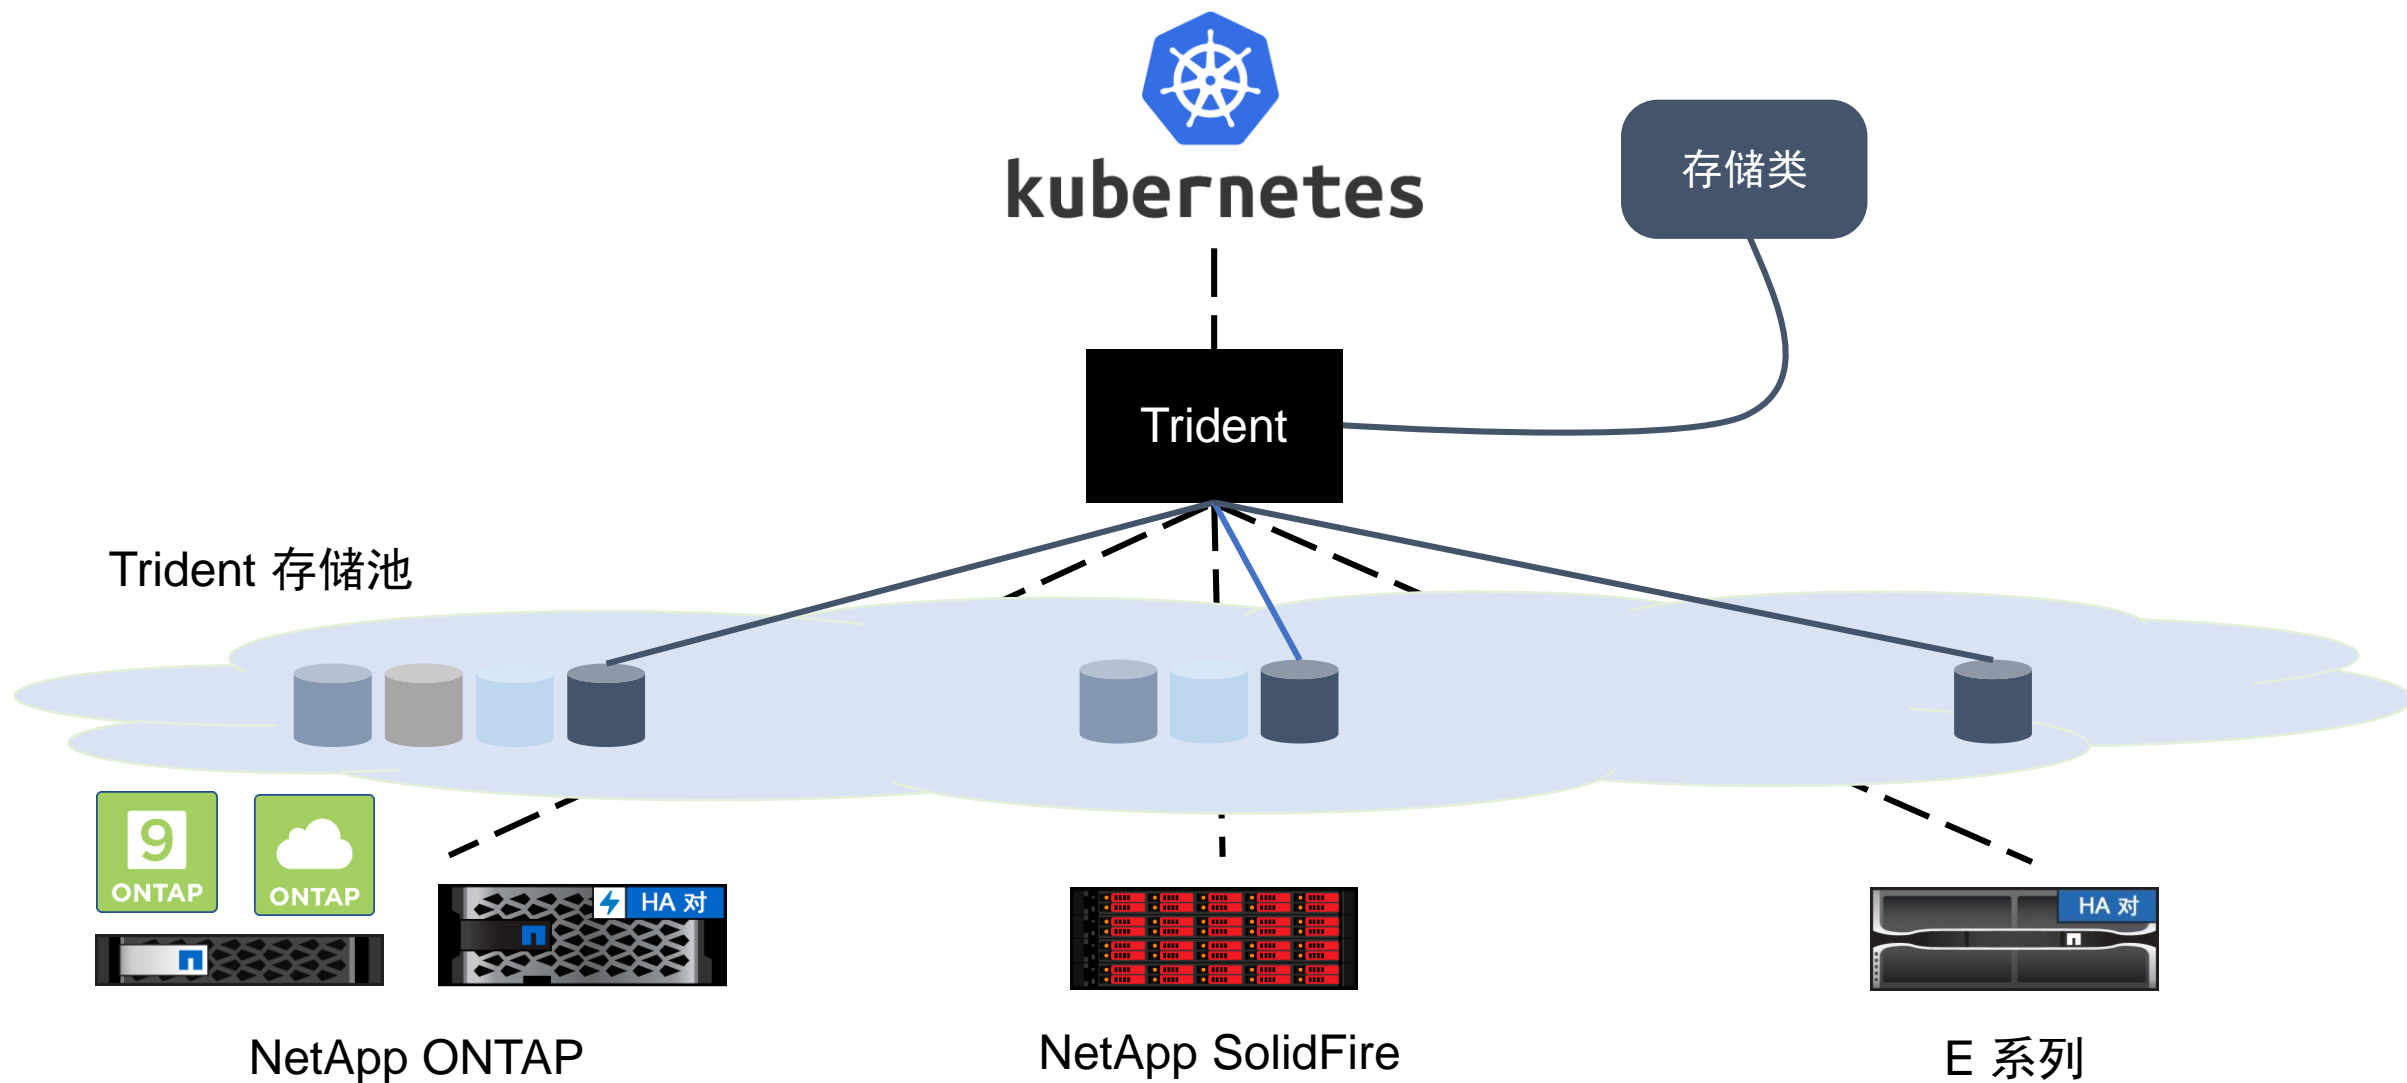 kubernetes
存储类
Trident
Trident 存储池
9
ONTAP
ONTAP
HA 对
HA 对
NetApp ONTAP
NetApp SolidFire
E 系列